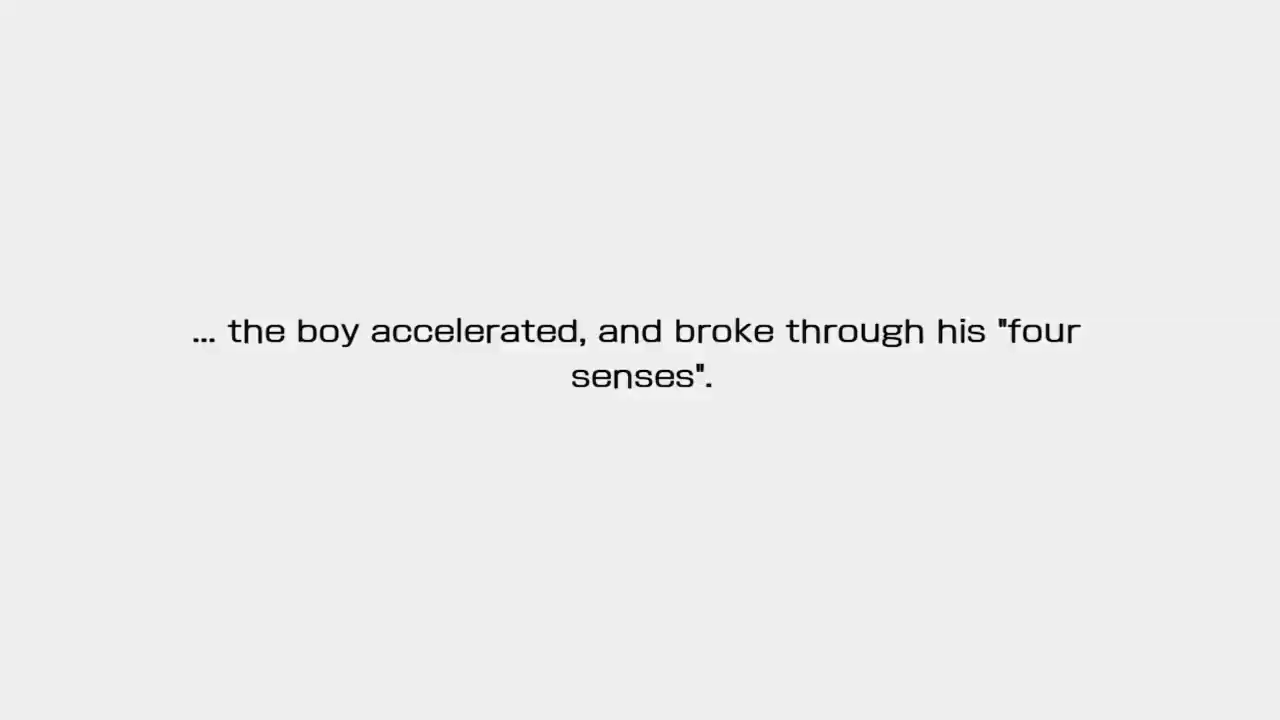 ... the boy accelerated, and broke through his "four
senses".